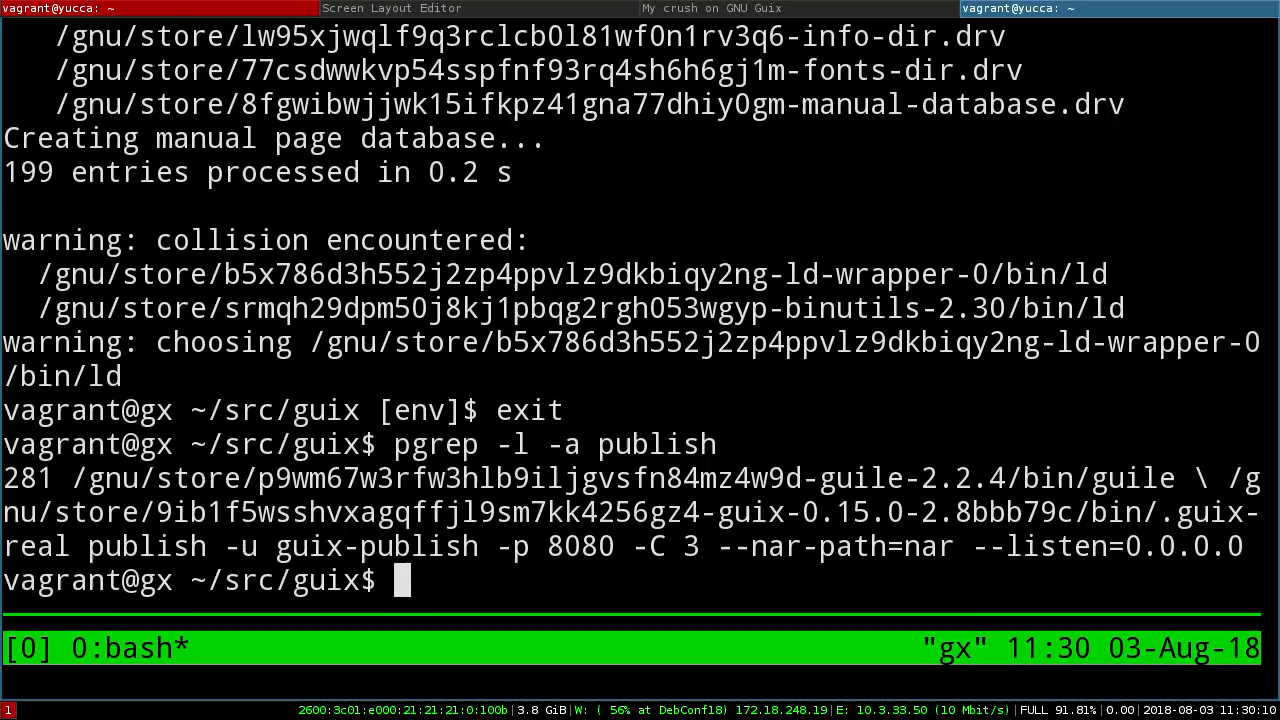 vagrant@yucca: ~ Screen Layout Editor My crush on GNU Guix vagrant@yucca: ~
/gnu/store/lw95xjwqlf9q3rclcb0l81wf0n1rv3q6-info-dir.drv
/gnu/store/77csdwwkvp54sspfnf93rq4sh6h6gj1m-fonts-dir.drv
/gnu/store/8fgwibwjjwk15ifkpz41gna77dhiy0gm-manual-database.drv
Creating manual page database...
199 entries processed in 0.2 s
warning: collision encountered:
/gnu/store/b5x786d3h552j2zp4ppvlz9dkbiqy2ng-ld-wrapper-0/bin/ld
/gnu/store/srmqh29dpm50j8kj1pbqg2rgh053wgyp-binutils-2.30/bin/ld
warning: choosing /gnu/store/b5x786d3h552j2zp4ppvlz9dkbiqy2ng-ld-wrapper-0
/bin/ld
vagrant@gx ~/src/guix [env]$ exit
vagrant@gx ~/src/guix$ pgrep -l -a publish
281 /gnu/store/p9wm67w3rfw3hlb9iljgvsfn84mz4w9d-guile-2.2.4/bin/guile \ /g
nu/store/9ib1f5wsshvxagqffjl9sm7kk4256gz4-guix-0.15.0-2.8bbb79c/bin/.guix-
real publish -u guix-publish -p 8080 -C 3 --nar-path=nar --listen=0.0.0.0
vagrant@gx ~/src/guix$
[0] 0:bash* "gx" 11:30 03-Aug-18
1 2600:3c01:e000:21:21:21:0:100b|3.8 GiB|W: ( 56% at DebConf18) 172.18.248.19|E: 10.3.33.50 (10 Mbit/s)|FULL 91.81%|0.00|2018-08-03 11:30:10